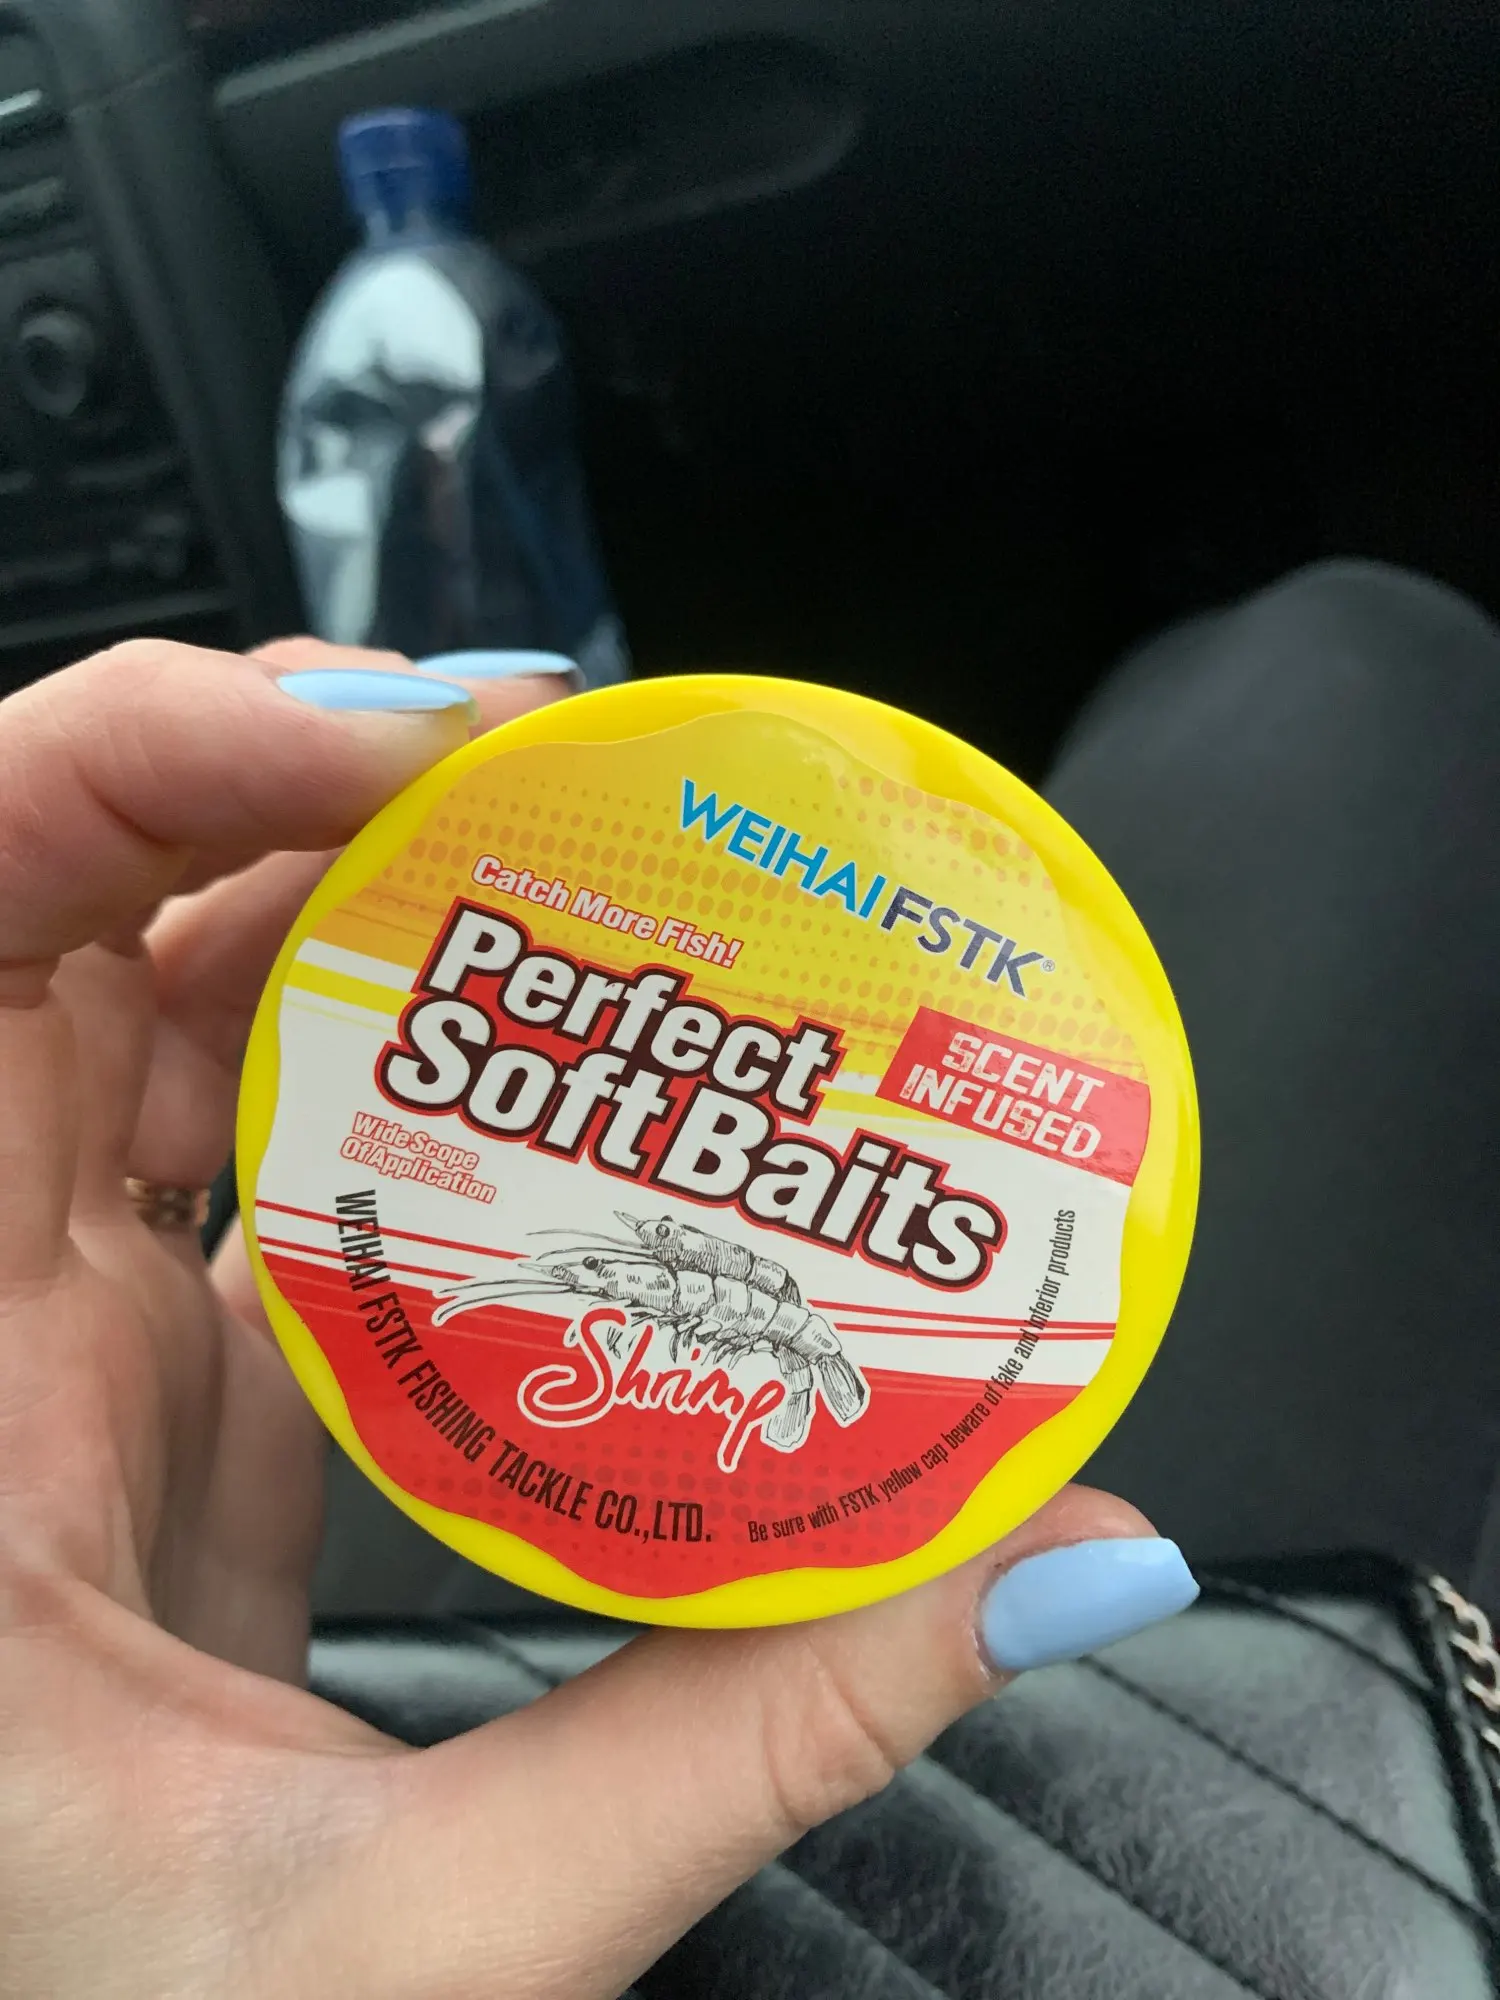 WEIHAI FSTK®
Catch More Fish!
Perfect
Soft Baits
SCENT
INFUSED
Wide Scope
Of Application
Shrimp
WEIHAI FSTK FISHING TACKLE CO.,LTD.
Be sure with FSTK yellow cap beware of fake and inferior products